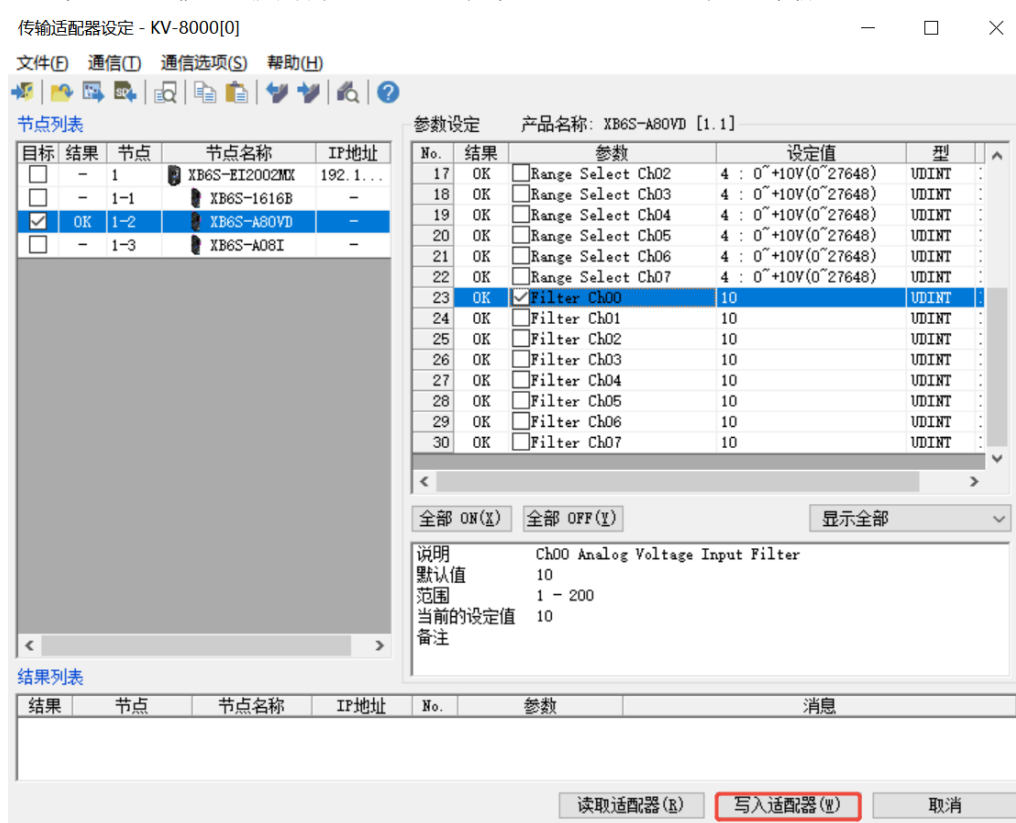 传输适配器设定 - KV-8000[0]
文件(F) 通信(T) 通信选项(S) 帮助(H)
节点列表
目标 结果 节点 节点名称 IP地址
- 1 XB6S-EI2002MX 192.1...
- 1-1 XB6S-1616B -
OK 1-2 XB6S-A80VD -
- 1-3 XB6S-A08I -
参数设定 产品名称: XB6S-A80VD [1.1]
No. 结果 参数 设定值 型
17 OK Range Select Ch02 4 : 0~+10V(0~27648) UDINT
18 OK Range Select Ch03 4 : 0~+10V(0~27648) UDINT
19 OK Range Select Ch04 4 : 0~+10V(0~27648) UDINT
20 OK Range Select Ch05 4 : 0~+10V(0~27648) UDINT
21 OK Range Select Ch06 4 : 0~+10V(0~27648) UDINT
22 OK Range Select Ch07 4 : 0~+10V(0~27648) UDINT
23 OK Filter Ch00 10 UDINT
24 OK Filter Ch01 10 UDINT
25 OK Filter Ch02 10 UDINT
26 OK Filter Ch03 10 UDINT
27 OK Filter Ch04 10 UDINT
28 OK Filter Ch05 10 UDINT
29 OK Filter Ch06 10 UDINT
30 OK Filter Ch07 10 UDINT
全部 ON(X) 全部 OFF(Y) 显示全部
说明 Ch00 Analog Voltage Input Filter
默认值 10
范围 1 - 200
当前的设定值 10
备注
结果列表
结果 节点 节点名称 IP地址 No. 参数 消息
读取适配器(R) 写入适配器(W) 取消